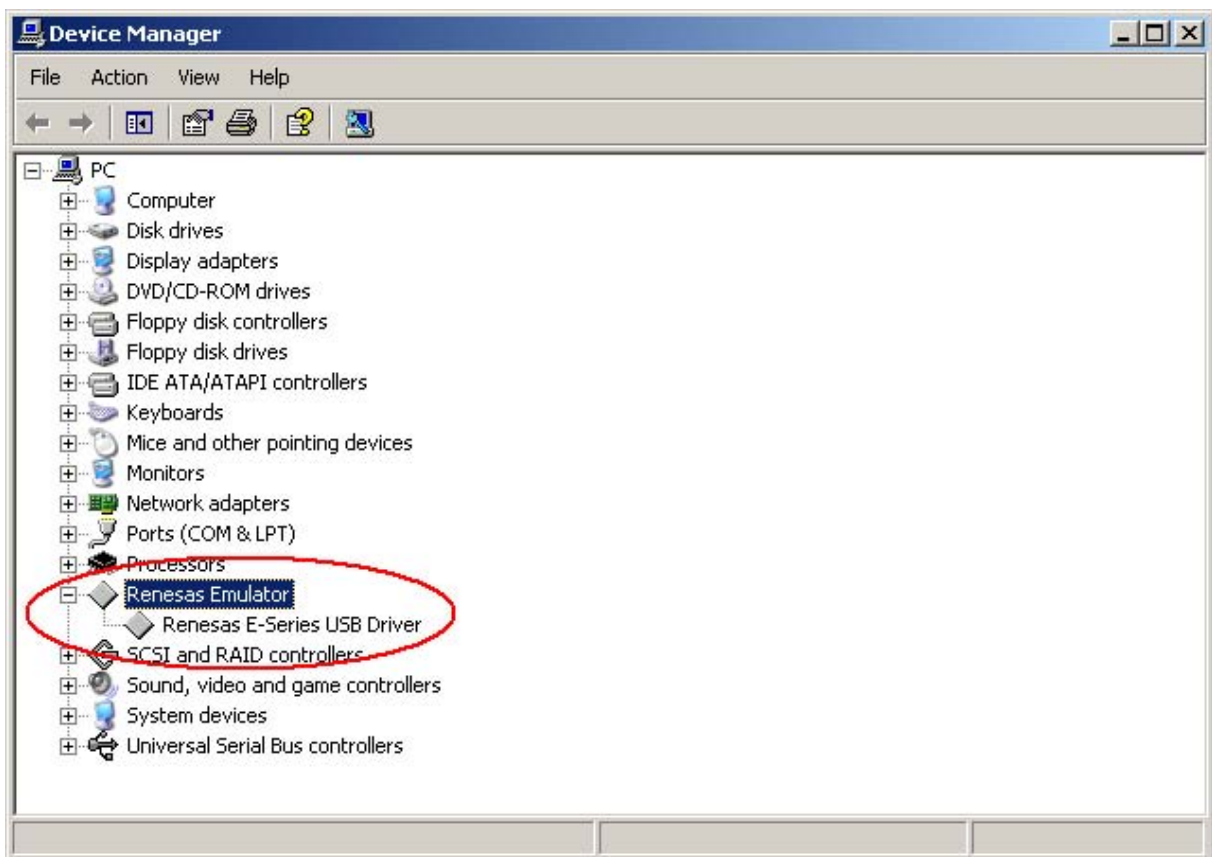 Device Manager
File Action View Help
PC
Computer
Disk drives
Display adapters
DVD/CD-ROM drives
Floppy disk controllers
Floppy disk drives
IDE ATA/ATAPI controllers
Keyboards
Mice and other pointing devices
Monitors
Network adapters
Ports (COM & LPT)
Processors
Renesas Emulator
Renesas E-Series USB Driver
SCSI and RAID controllers
Sound, video and game controllers
System devices
Universal Serial Bus controllers